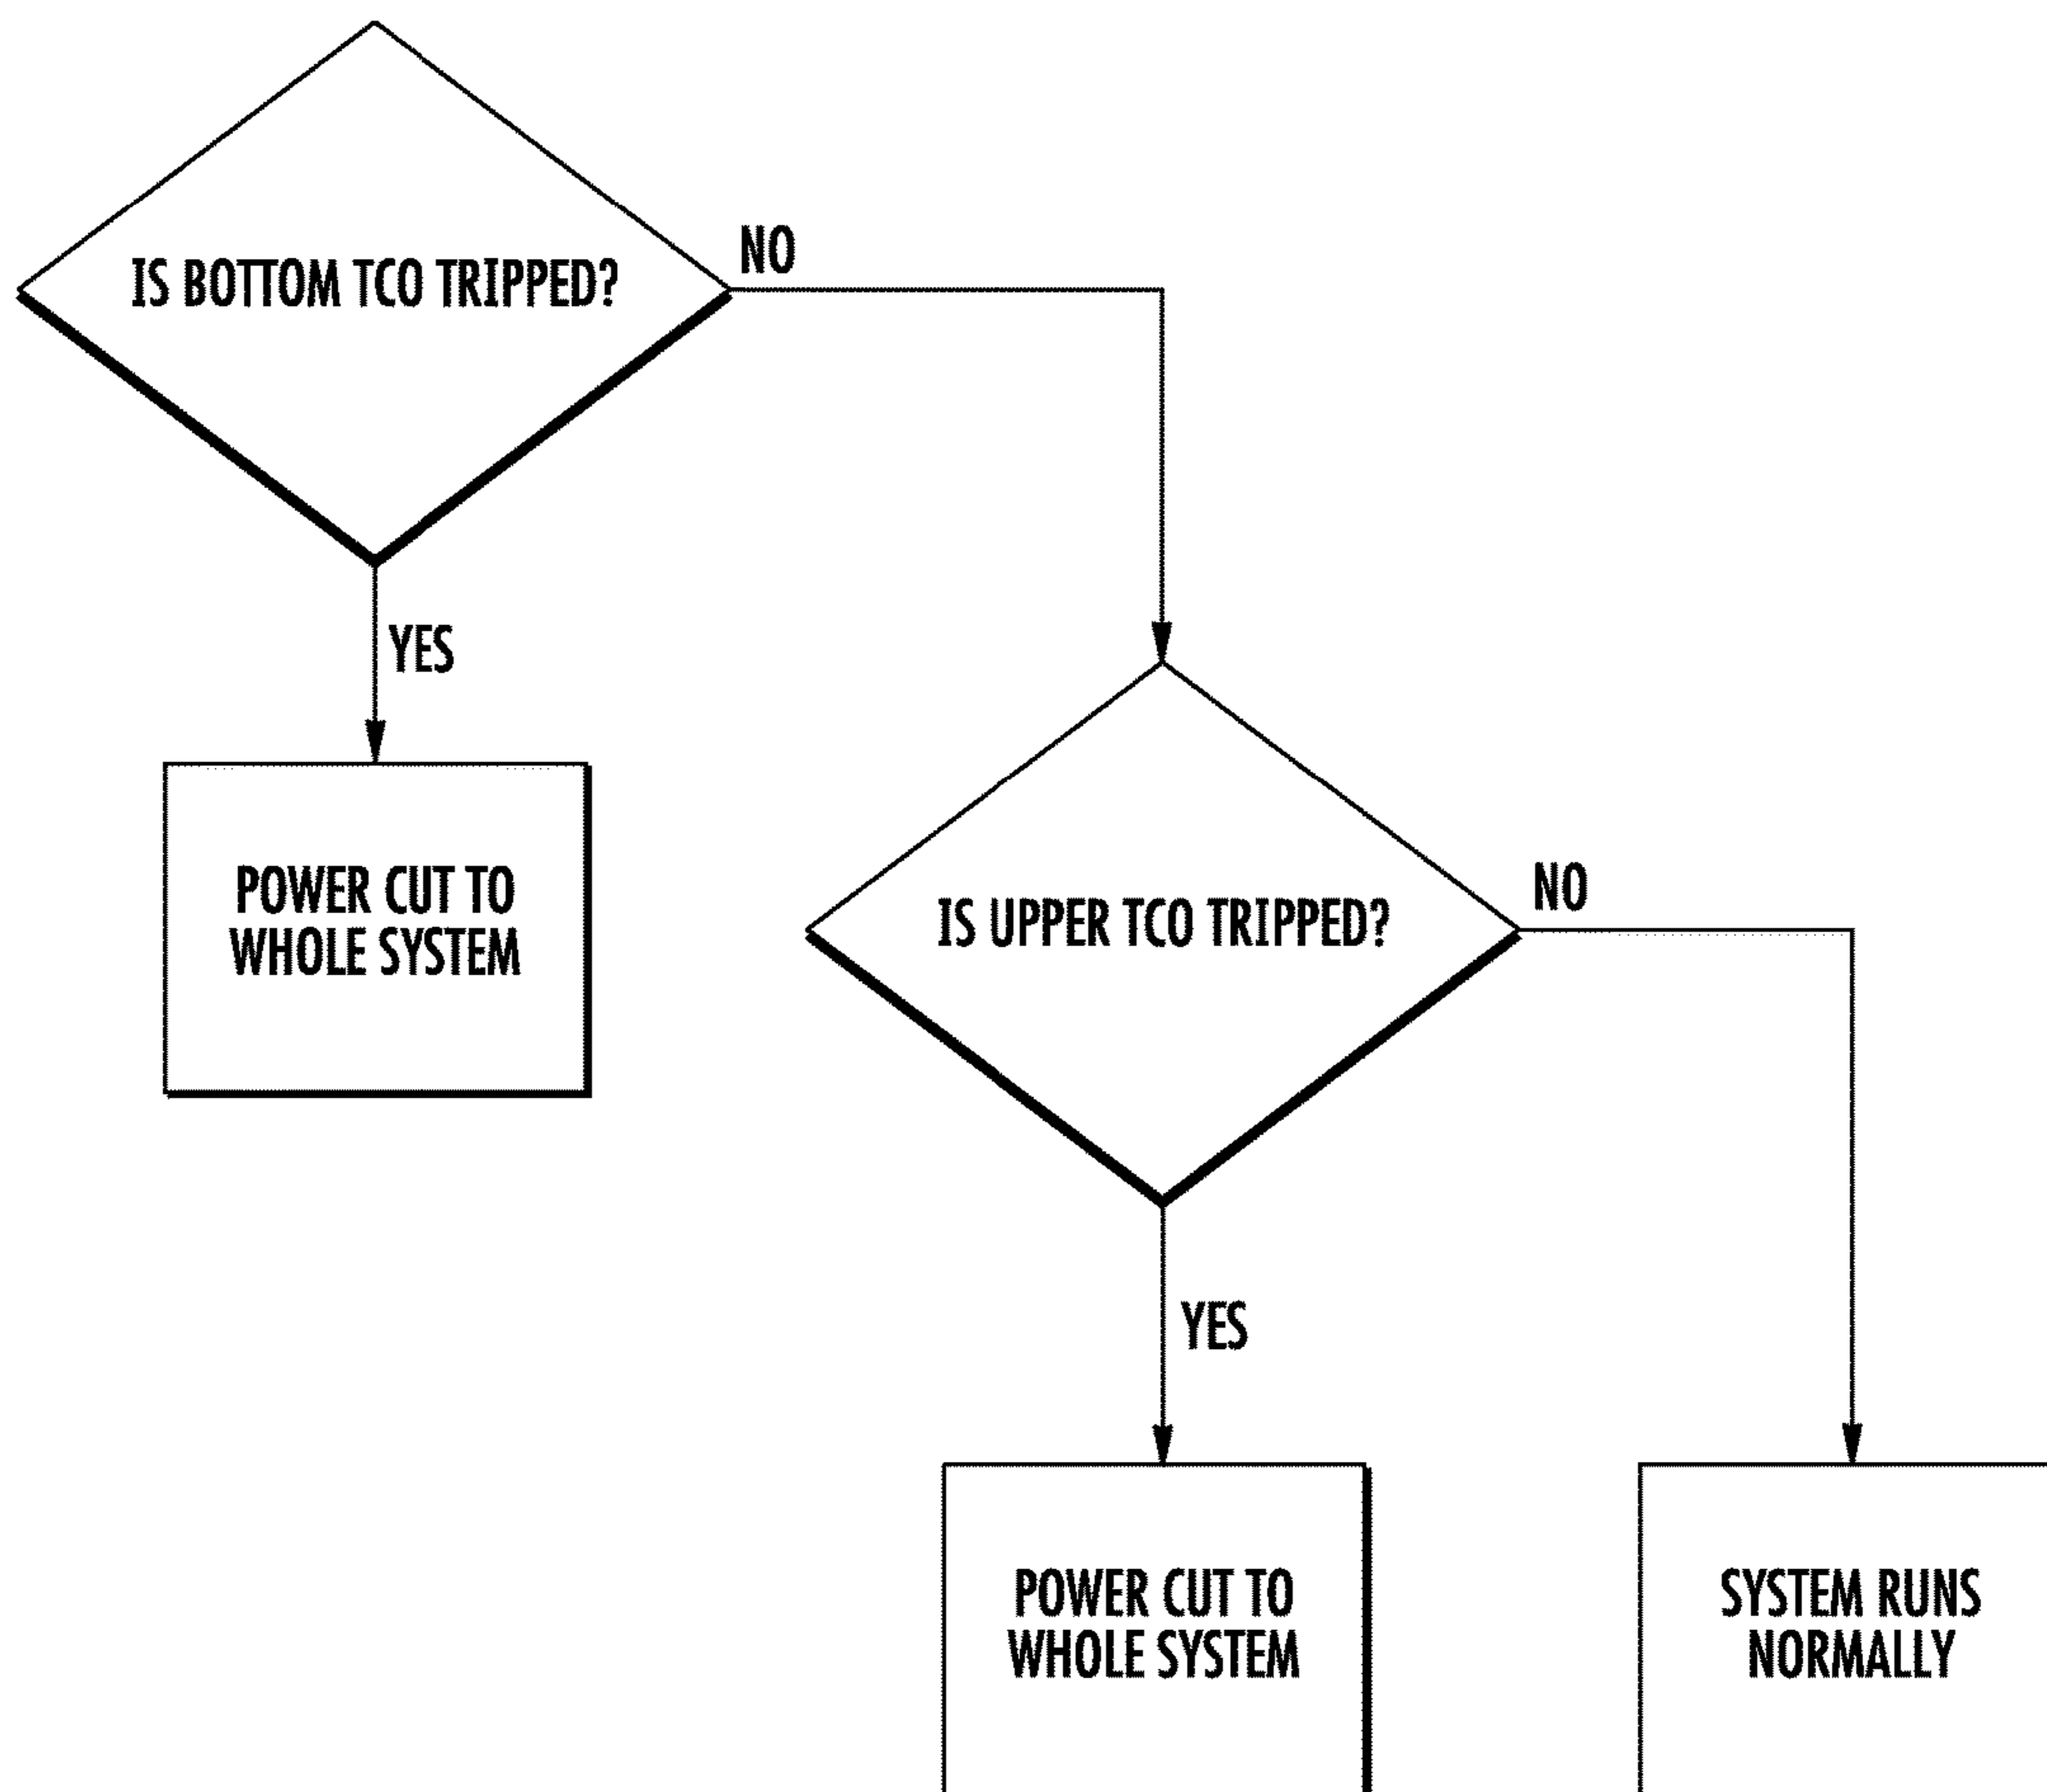 IS BOTTOM TCO TRIPPED?
NO
YES
POWER CUT TO
WHOLE SYSTEM
IS UPPER TCO TRIPPED?
NO
YES
POWER CUT TO
WHOLE SYSTEM
SYSTEM RUNS
NORMALLY